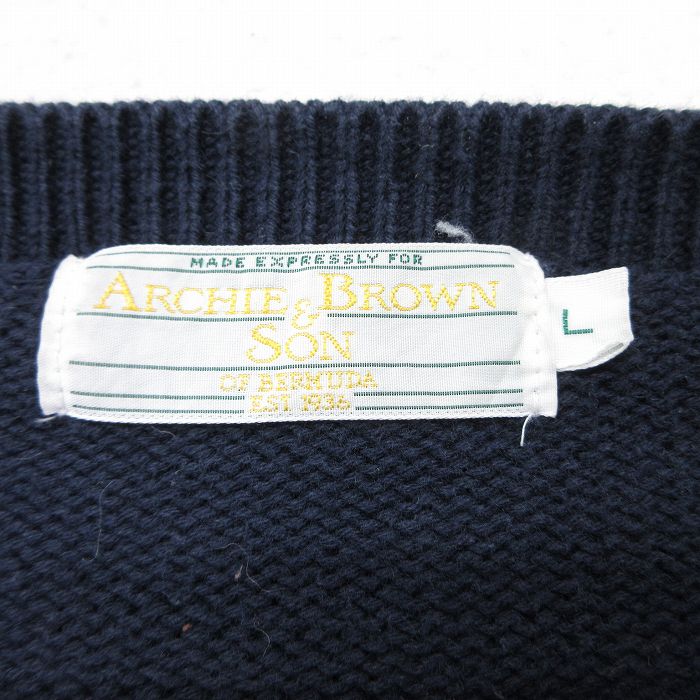 MADE EXPRESSLY FOR
ARCHIE BROWN
&
SON
OF BERMUDA
EST 1936
L